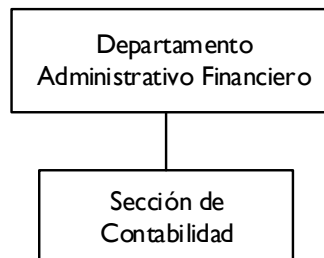 Departamento
Administrativo Financiero
Sección de
Contabilidad